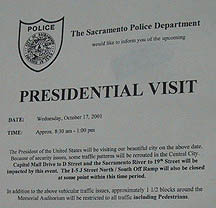 POLICE
The Sacramento Police Department
would like to inform you of the upcoming
PRESIDENTIAL VISIT
DATE: Wednesday, October 17, 2001
TIME: Approx. 8:30 am - 1:00 pm
The President of the United States will be visiting our beautiful city on the above date.
Because of security issues, some traffic patterns will be rerouted in the Central City.
Capitol Mall Drive to D Street and the Sacramento River to 19th Street will be
impacted by this event. The I-5 J Street North / South Off Ramp will also be closed
at some point within this time period.
In addition to the above vehicular traffic issues, approximately 1 1/2 blocks around the
Memorial Auditorium will be restricted to all traffic including Pedestrians.